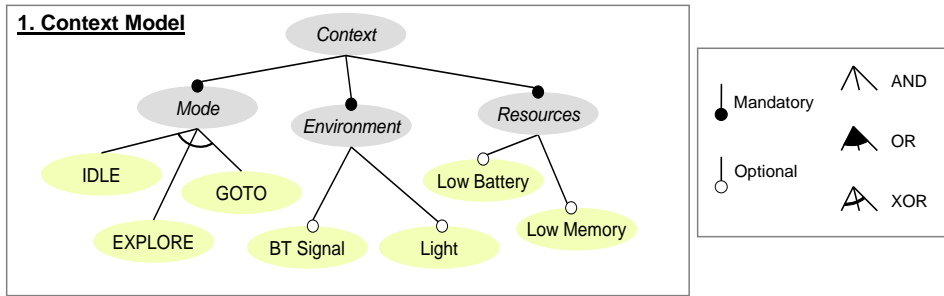 1. Context Model
Context
Mode
Environment
Resources
IDLE
EXPLORE
GOTO
BT Signal
Light
Low Battery
Low Memory
Mandatory
Optional
AND
OR
XOR